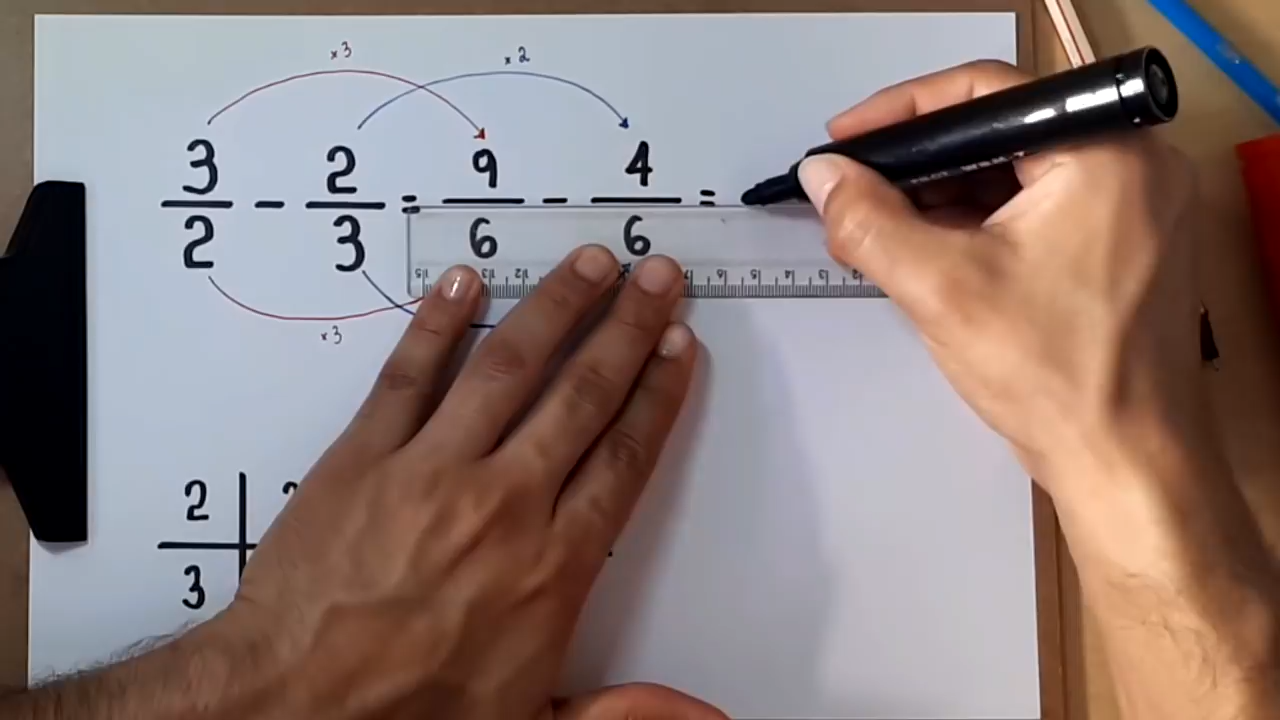 ×3 ×2
3/2 - 2/3 = 9/6 - 4/6 =
×3
2
3